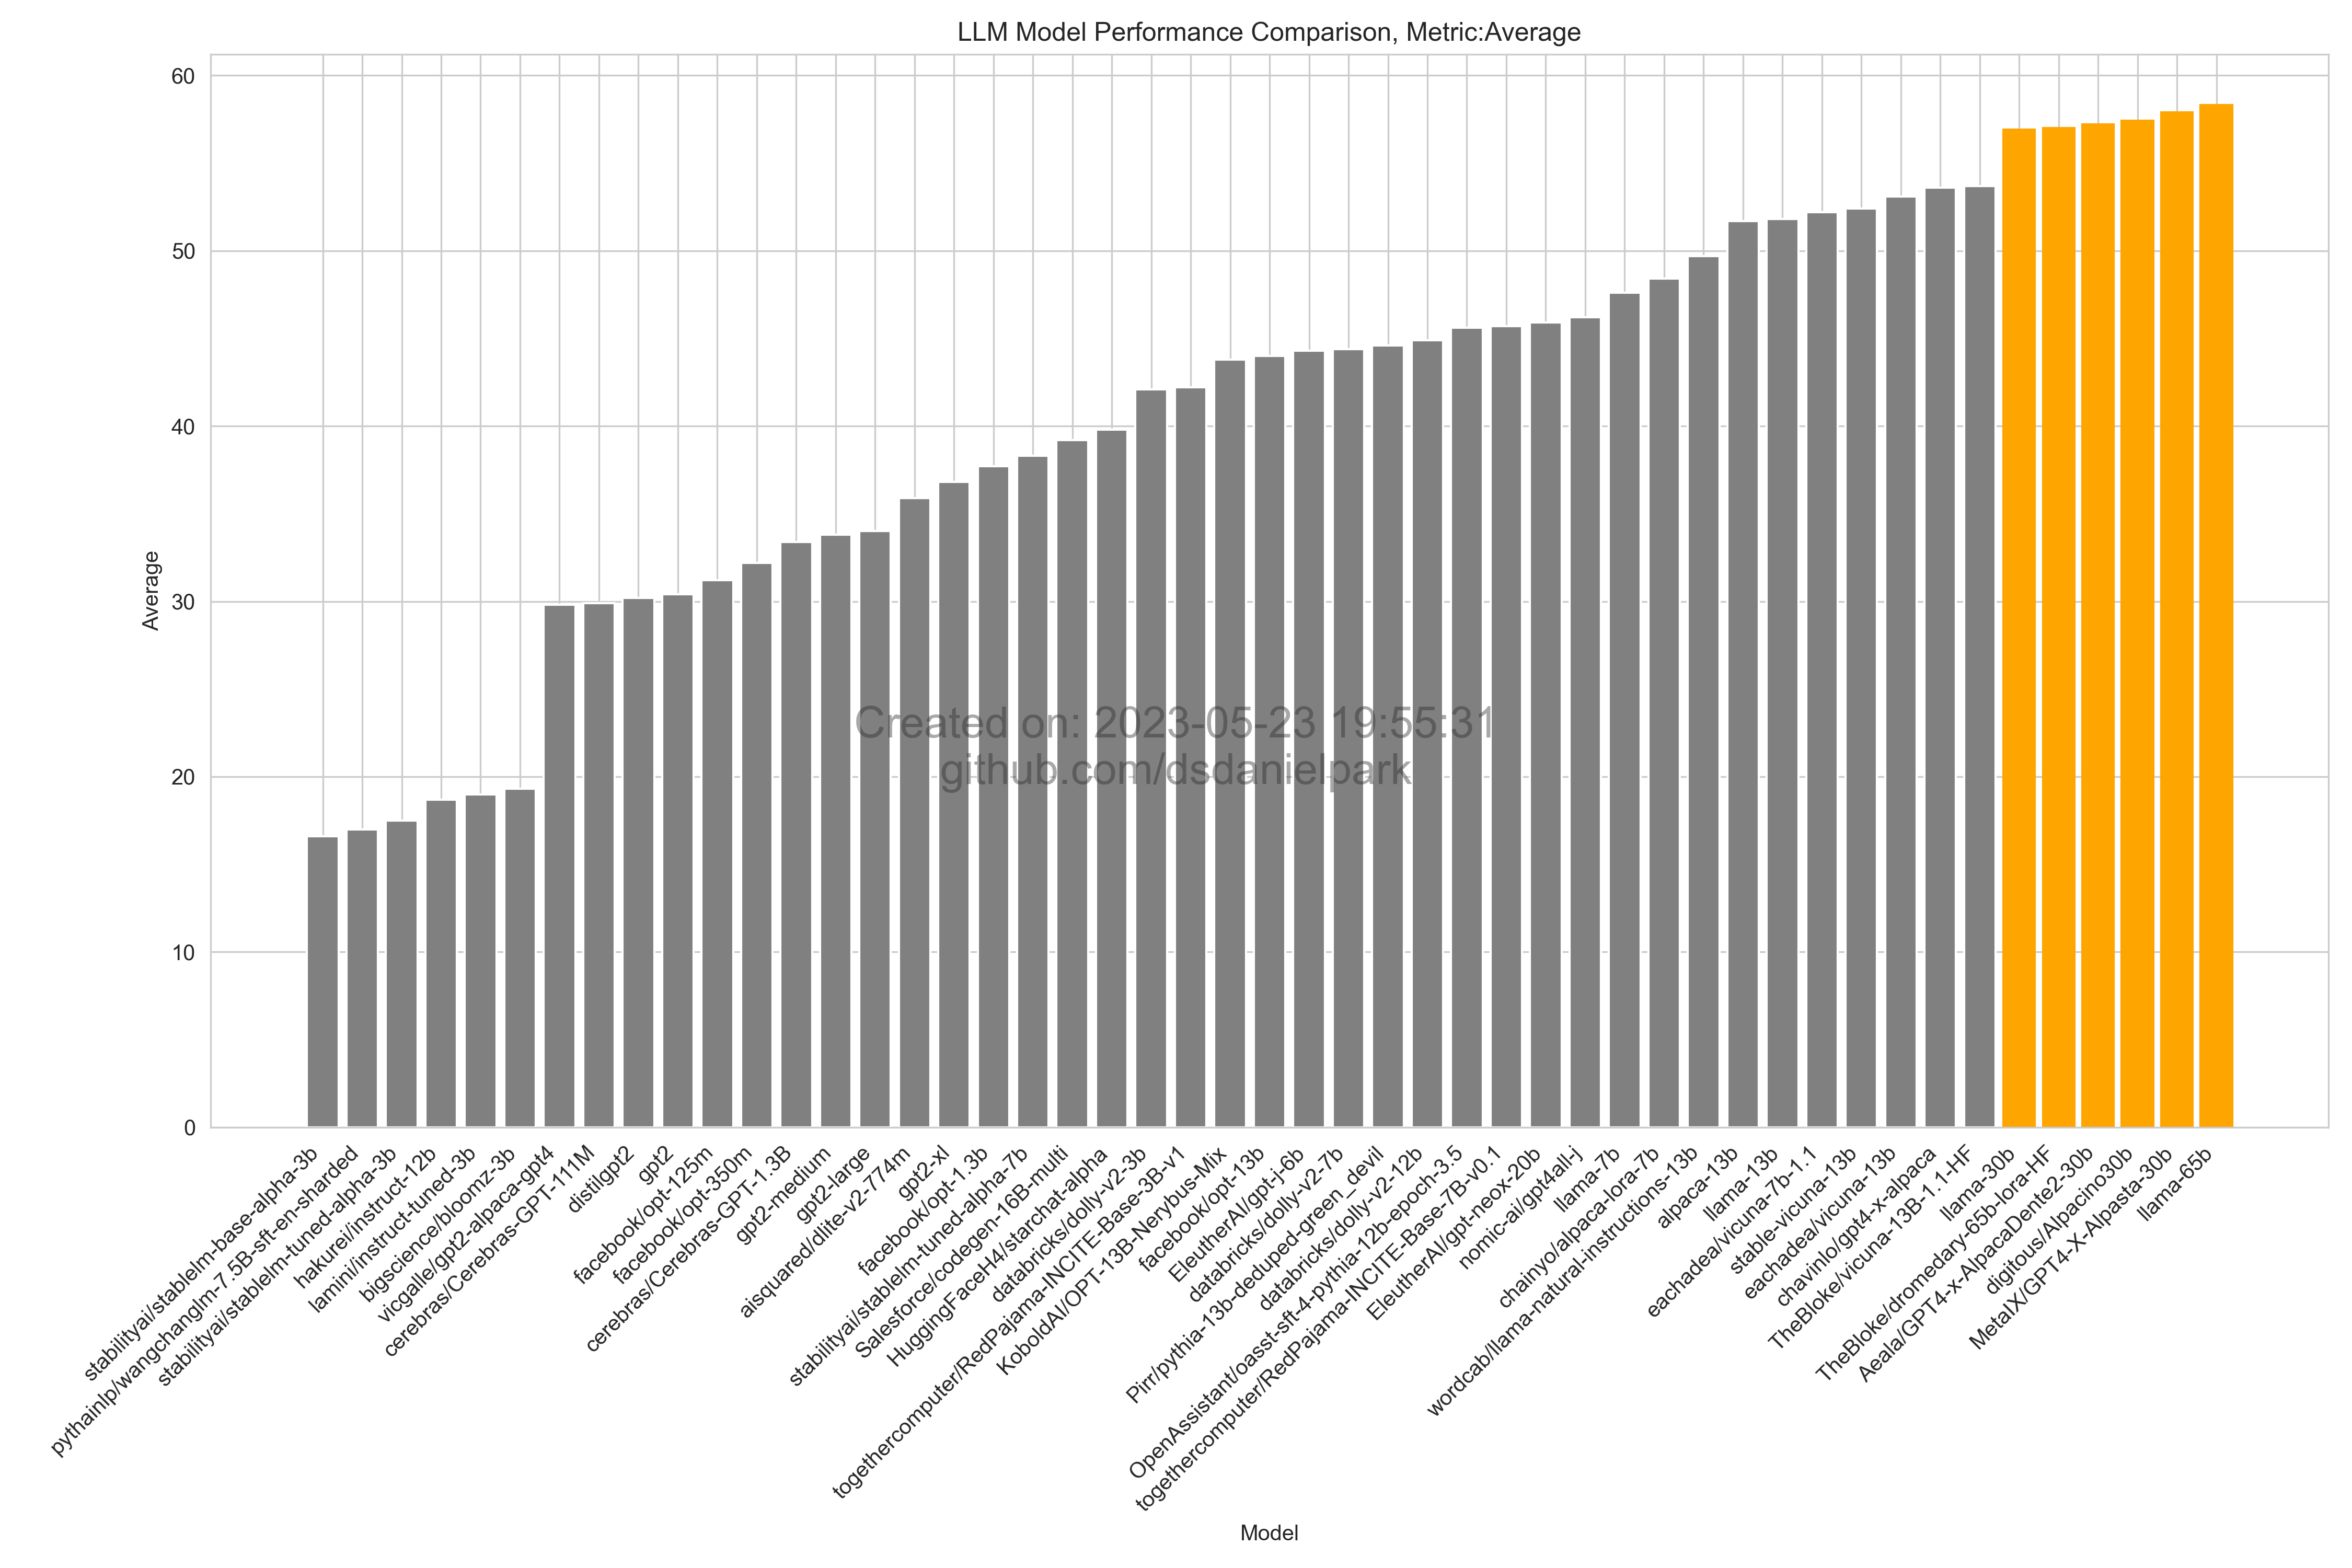 LLM Model Performance Comparison, Metric:Average
60
50
40
30
20
10
0
Average
Created on: 2023-05-23 19:55:31
github.com/dsdanielpark
stabilityai/stablelm-base-alpha-3b
pythainlp/wangchanglm-7.5B-sft-en-sharded
stabilityai/stablelm-tuned-alpha-3b
hakurei/instruct-12b
lamini/instruct-tuned-3b
bigscience/bloomz-3b
vicgalle/gpt2-alpaca-gpt4
cerebras/Cerebras-GPT-111M
distilgpt2
gpt2
facebook/opt-125m
facebook/opt-350m
cerebras/Cerebras-GPT-1.3B
gpt2-medium
gpt2-large
aisquared/dlite-v2-774m
gpt2-xl
facebook/opt-1.3b
stabilityai/stablelm-tuned-alpha-7b
Salesforce/codegen-16B-multi
HuggingFaceH4/starchat-alpha
databricks/dolly-v2-3b
togethercomputer/RedPajama-INCITE-Base-3B-v1
KoboldAI/OPT-13B-Nerybus-Mix
facebook/opt-13b
EleutherAI/gpt-j-6b
databricks/dolly-v2-7b
Pirr/pythia-13b-deduped-green_devil
databricks/dolly-v2-12b
OpenAssistant/oasst-sft-4-pythia-12b-epoch-3.5
togethercomputer/RedPajama-INCITE-Base-7B-v0.1
EleutherAI/gpt-neox-20b
nomic-ai/gpt4all-j
llama-7b
chainyo/alpaca-lora-7b
wordcab/llama-natural-instructions-13b
alpaca-13b
llama-13b
eachadea/vicuna-7b-1.1
stable-vicuna-13b
eachadea/vicuna-13b
chavinlo/gpt4-x-alpaca
TheBloke/vicuna-13B-1.1-HF
llama-30b
TheBloke/dromedary-65b-lora-HF
Aeala/GPT4-x-AlpacaDente2-30b
digitous/Alpacino30b
MetaIX/GPT4-X-Alpasta-30b
llama-65b
Model